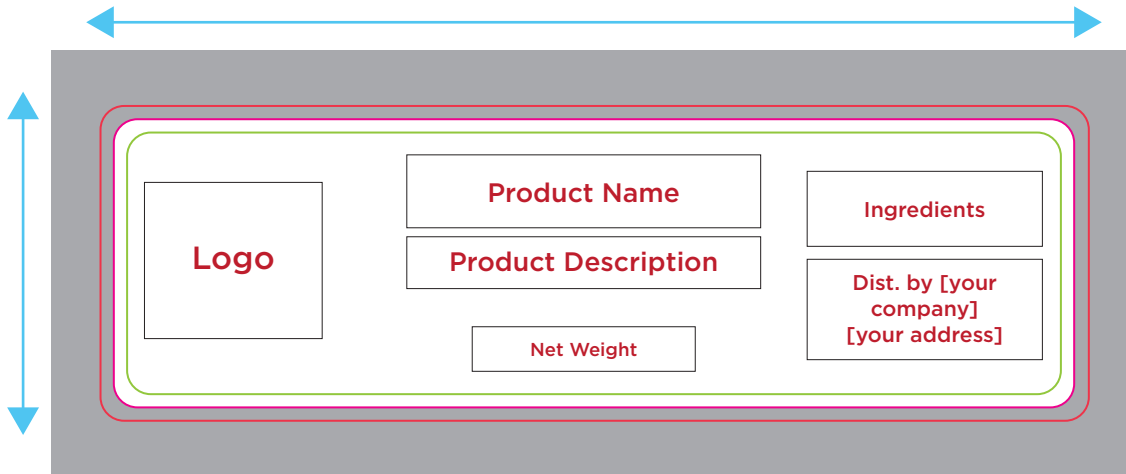 Logo
Product Name
Product Description
Net Weight
Ingredients
Dist. by [your
company]
[your address]